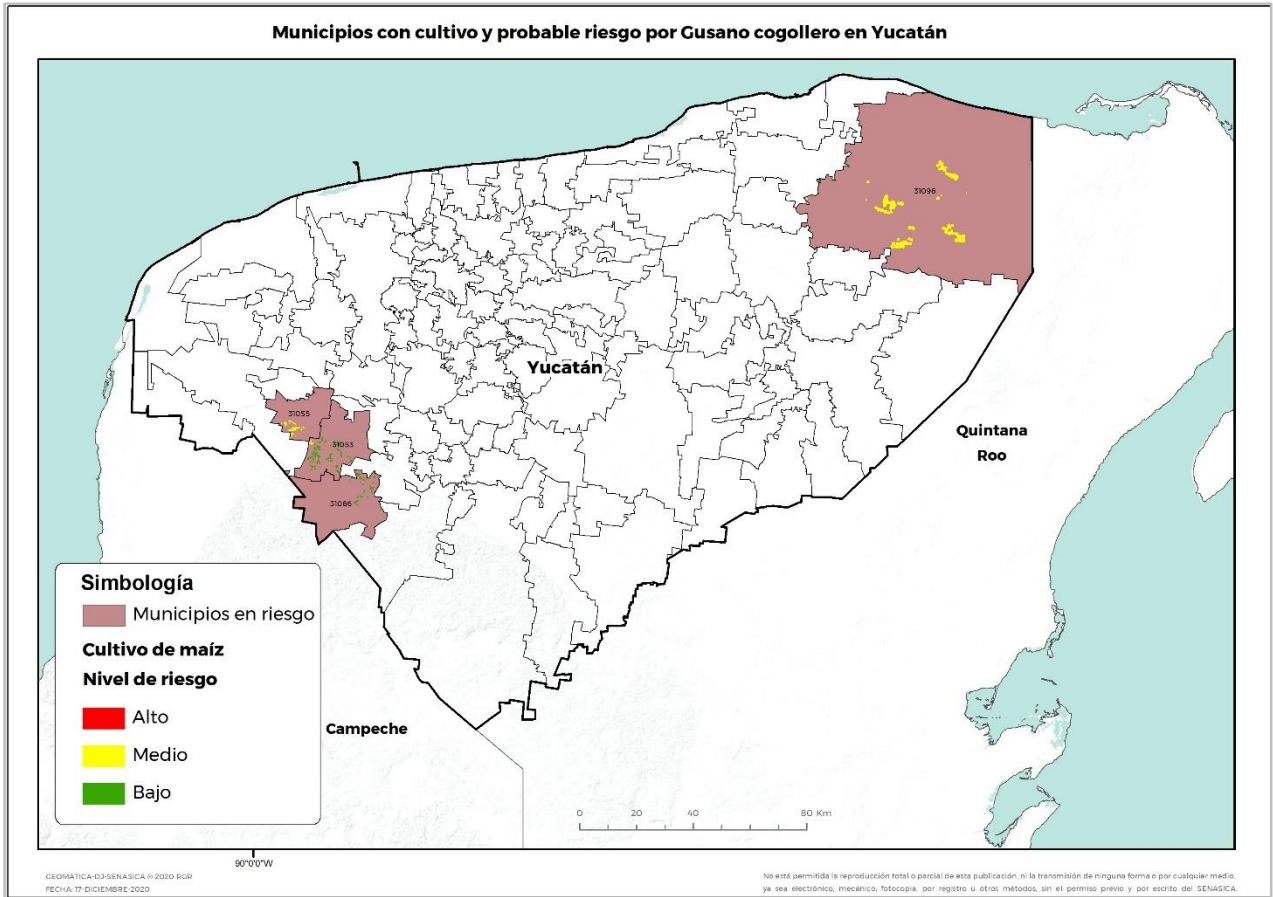 Municipios con cultivo y probable riesgo por Gusano cogollero en Yucatán
31096
Yucatán
31055
31053
31066
Quintana
Roo
Campeche
Simbología
Municipios en riesgo
Cultivo de maíz
Nivel de riesgo
Alto
Medio
Bajo
0 20 40 80 Km
90°0'0"W
GEOMATICA-DJ-SENASICA © 2020 RGR
FECHA: 17-DICIEMBRE-2020
No está permitida la reproducción total o parcial de esta publicación, ni la transmisión de ninguna forma o por cualquier medio,
ya sea electrónico, mecánico, fotocopia, por registro u otros métodos, sin el permiso previo y por escrito del SENASICA.